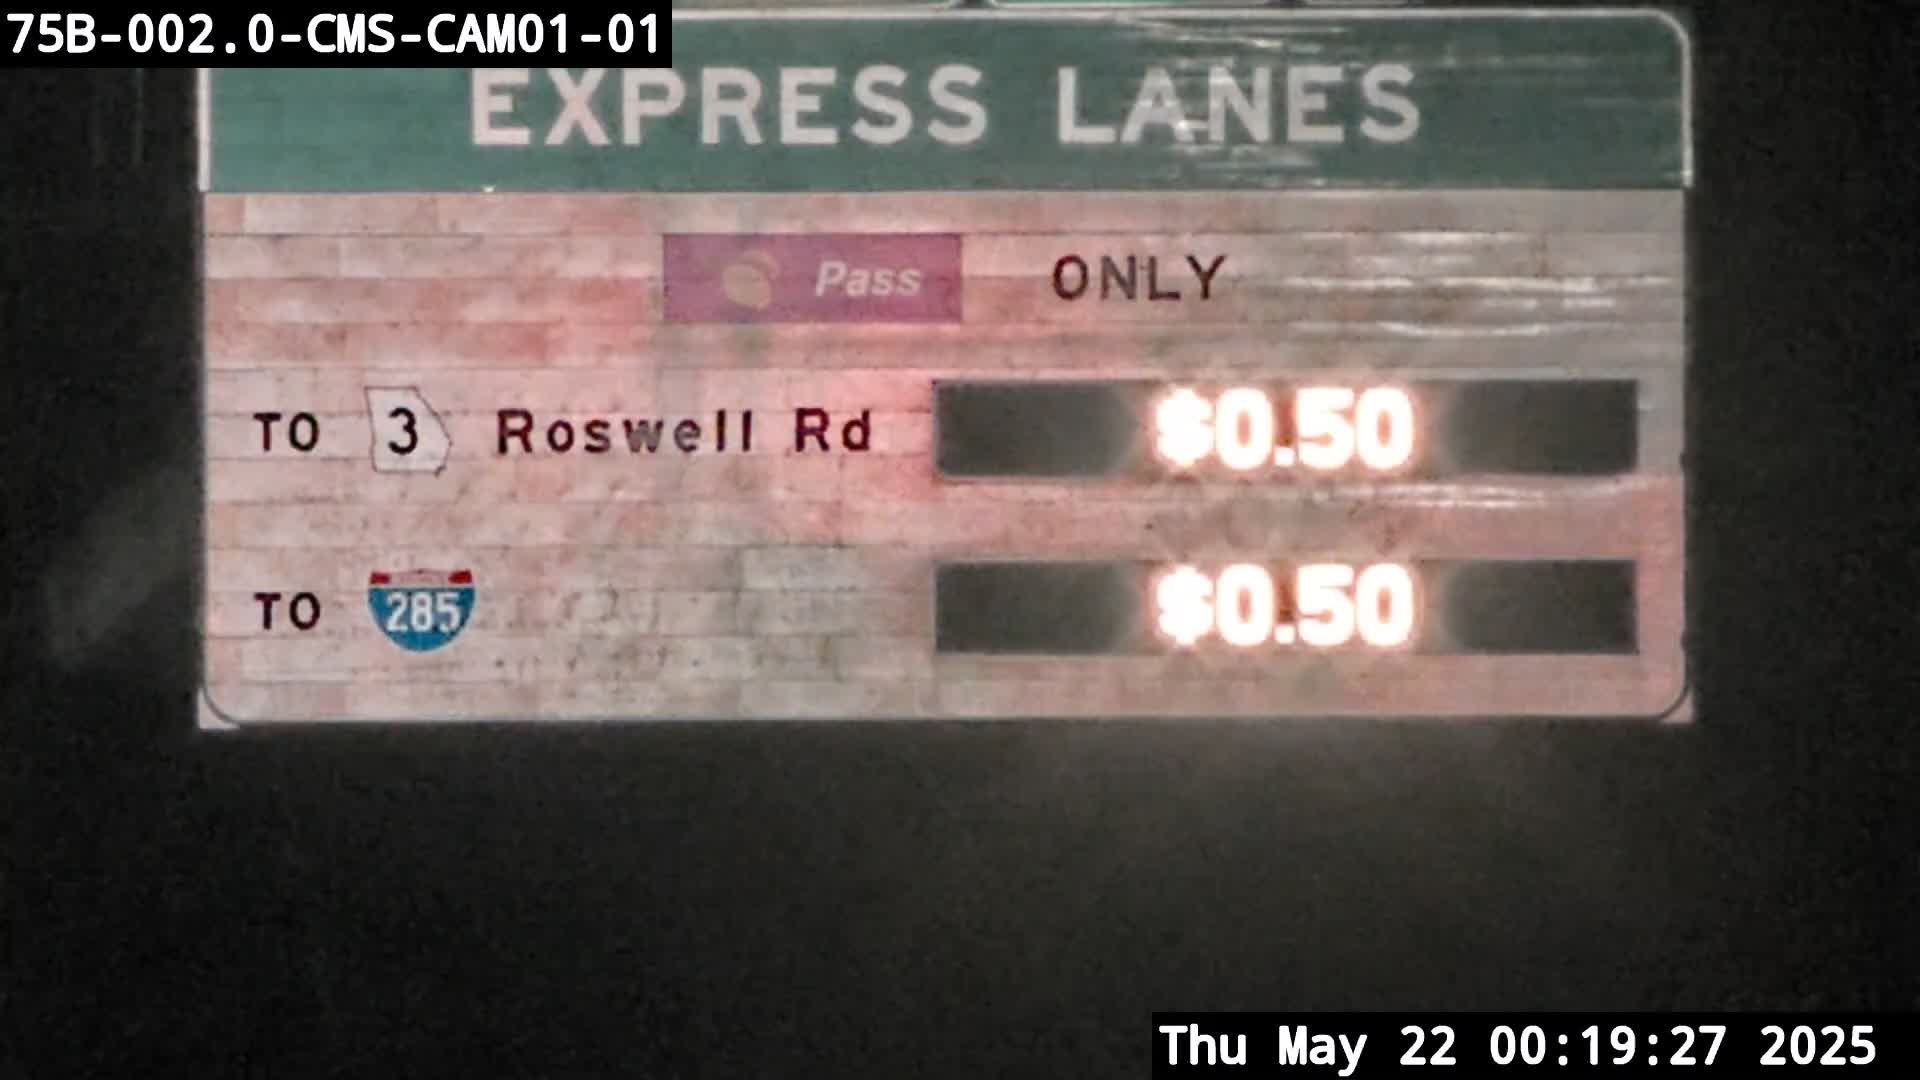 75B-002.0-CMS-CAM01-01
EXPRESS LANES
Pass ONLY
TO 3 Roswell Rd $0.50
TO 285 $0.50
Thu May 22 00:19:27 2025